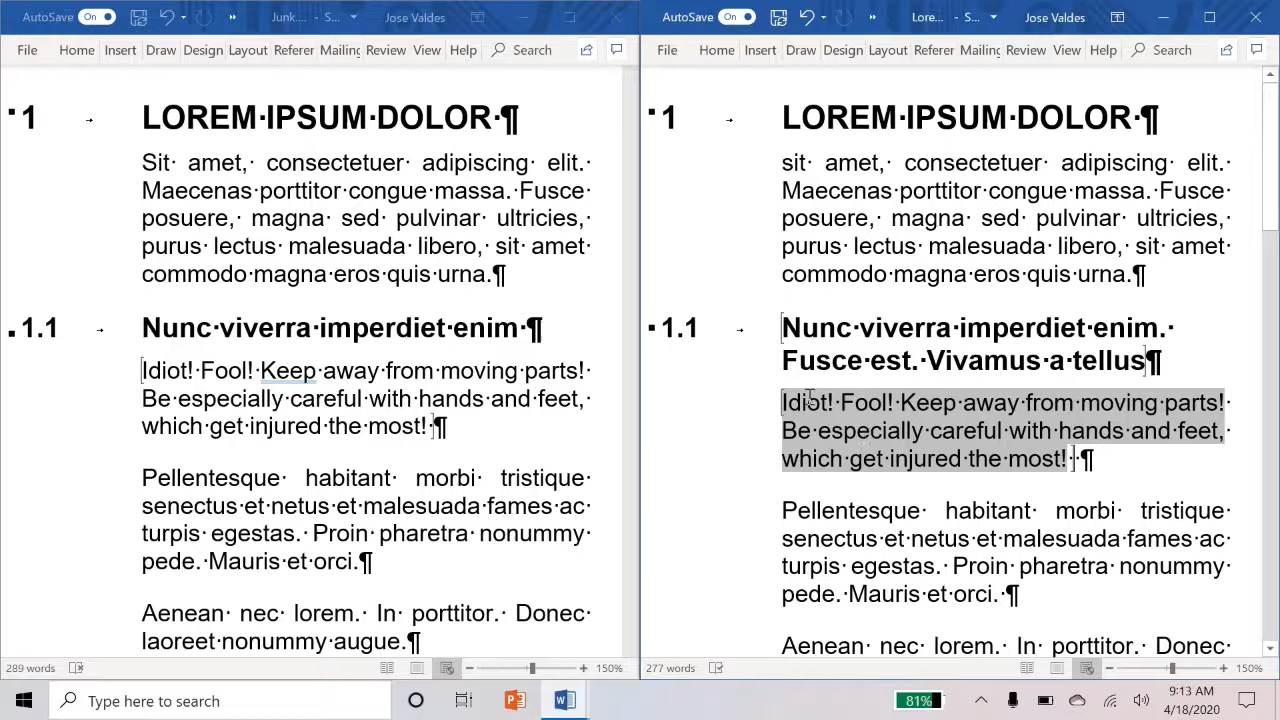 AutoSave On Junk.... - S... Jose Valdes
File Home Insert Draw Design Layout Referer Mailing Review View Help Search
1 → LOREM·IPSUM·DOLOR·¶
Sit· amet,· consectetuer· adipiscing· elit.·
Maecenas·porttitor·congue·massa.·Fusce·
posuere,· magna· sed· pulvinar· ultricies,·
purus· lectus· malesuada· libero,· sit· amet·
commodo·magna·eros·quis·urna.¶
1.1 → Nunc·viverra·imperdiet·enim·¶
Idiot!·Fool!·Keep·away·from·moving·parts!·
Be·especially·careful·with·hands·and·feet,·
which·get·injured·the·most!·¶
Pellentesque· habitant· morbi· tristique·
senectus·et·netus·et·malesuada·fames·ac·
turpis·egestas.·Proin·pharetra·nonummy·
pede.·Mauris·et·orci.¶
Aenean· nec· lorem.· In· porttitor.· Donec·
laoreet·nonummy·augue.¶
289 words 150%
AutoSave On Lore... - S... Jose Valdes
File Home Insert Draw Design Layout Referer Mailing Review View Help Search
1 → LOREM·IPSUM·DOLOR·¶
sit· amet,· consectetuer· adipiscing· elit.·
Maecenas·porttitor·congue·massa.·Fusce·
posuere,· magna· sed· pulvinar· ultricies,·
purus· lectus· malesuada· libero,· sit· amet·
commodo·magna·eros·quis·urna.¶
1.1 → Nunc·viverra·imperdiet·enim.·
Fusce·est.·Vivamus·a·tellus¶
Idiot!·Fool!·Keep·away·from·moving·parts!·
Be·especially·careful·with·hands·and·feet,·
which·get·injured·the·most!··¶
Pellentesque· habitant· morbi· tristique·
senectus·et·netus·et·malesuada·fames·ac·
turpis·egestas.·Proin·pharetra·nonummy·
pede.·Mauris·et·orci.·¶
Aenean· nec· lorem.· In· porttitor.· Donec·
277 words 150%
Type here to search 81% 9:13 AM
4/18/2020